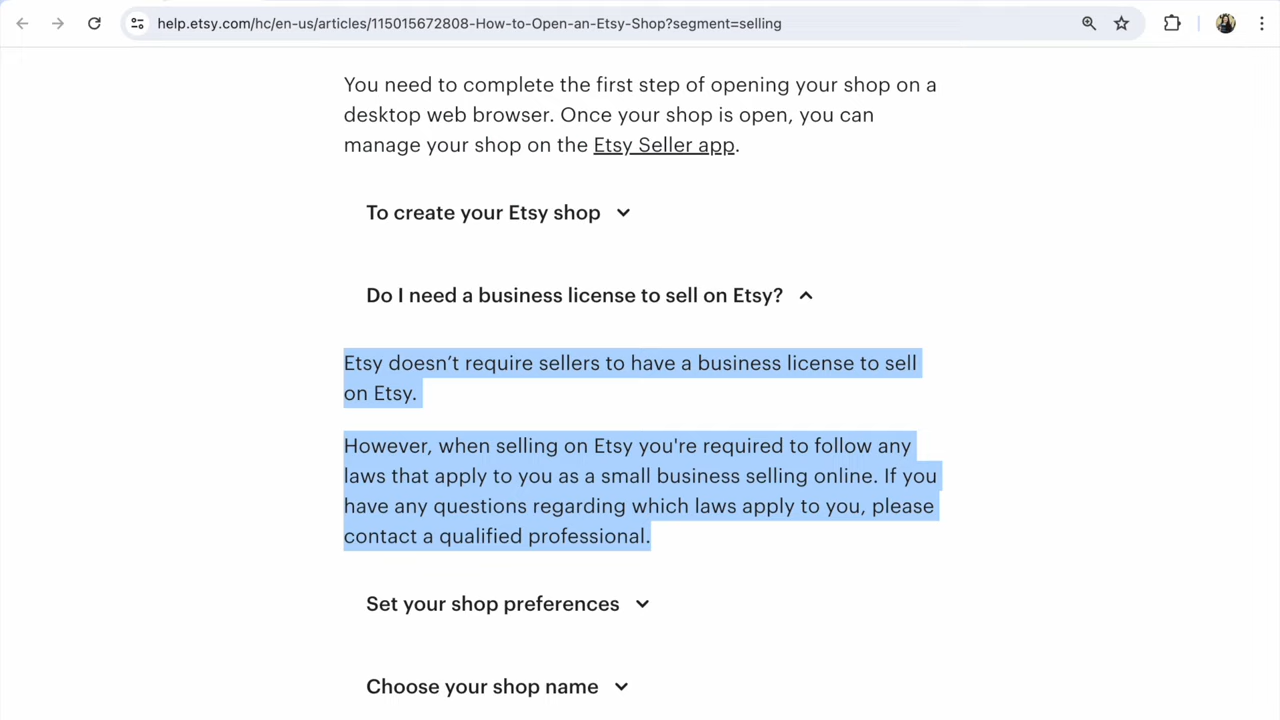 help.etsy.com/hc/en-us/articles/115015672808-How-to-Open-an-Etsy-Shop?segment=selling
You need to complete the first step of opening your shop on a
desktop web browser. Once your shop is open, you can
manage your shop on the Etsy Seller app.
To create your Etsy shop
Do I need a business license to sell on Etsy?
Etsy doesn’t require sellers to have a business license to sell
on Etsy.
However, when selling on Etsy you're required to follow any
laws that apply to you as a small business selling online. If you
have any questions regarding which laws apply to you, please
contact a qualified professional.
Set your shop preferences
Choose your shop name